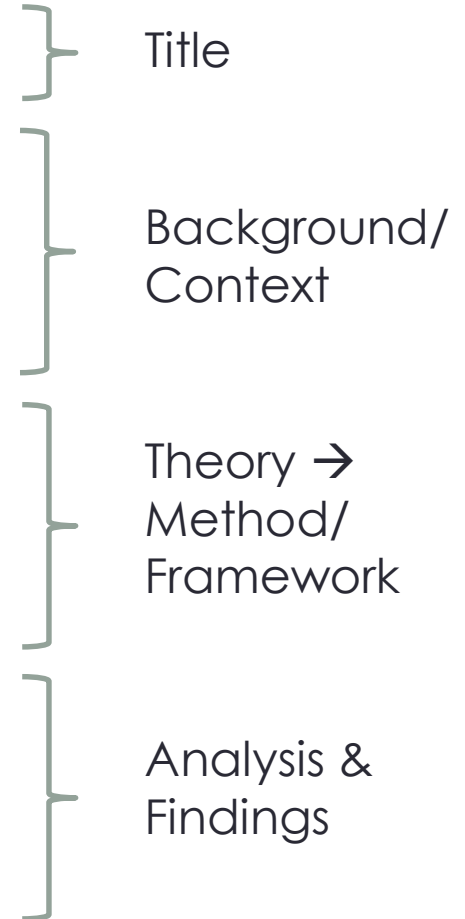 Title
Background/
Context
Theory →
Method/
Framework
Analysis &
Findings